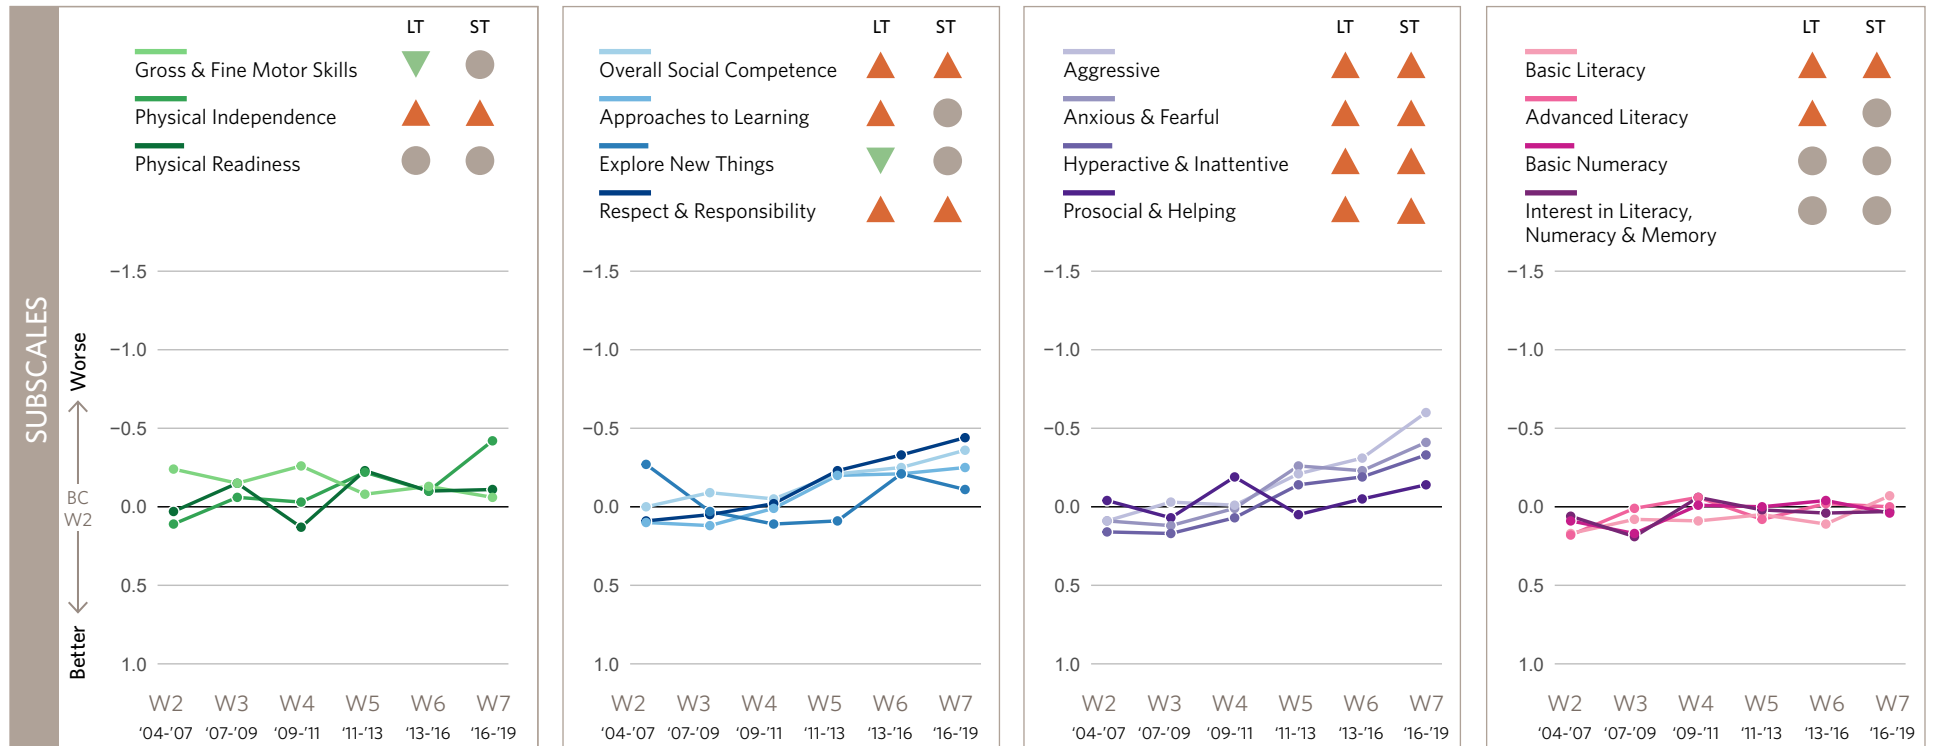 SUBSCALES
Worse
BC
W2
Better
LT ST
Gross & Fine Motor Skills
Physical Independence
Physical Readiness
−1.5
−1.0
−0.5
0.0
0.5
1.0
W2 W3 W4 W5 W6 W7
‘04-’07 ‘07-’09 ‘09-’11 ‘11-’13 ‘13-’16 ‘16-’19
LT ST
Overall Social Competence
Approaches to Learning
Explore New Things
Respect & Responsibility
−1.5
−1.0
−0.5
0.0
0.5
1.0
W2 W3 W4 W5 W6 W7
‘04-’07 ‘07-’09 ‘09-’11 ‘11-’13 ‘13-’16 ‘16-’19
LT ST
Aggressive
Anxious & Fearful
Hyperactive & Inattentive
Prosocial & Helping
−1.5
−1.0
−0.5
0.0
0.5
1.0
W2 W3 W4 W5 W6 W7
‘04-’07 ‘07-’09 ‘09-’11 ‘11-’13 ‘13-’16 ‘16-’19
LT ST
Basic Literacy
Advanced Literacy
Basic Numeracy
Interest in Literacy,
Numeracy & Memory
−1.5
−1.0
−0.5
0.0
0.5
1.0
W2 W3 W4 W5 W6 W7
‘04-’07 ‘07-’09 ‘09-’11 ‘11-’13 ‘13-’16 ‘16-’19